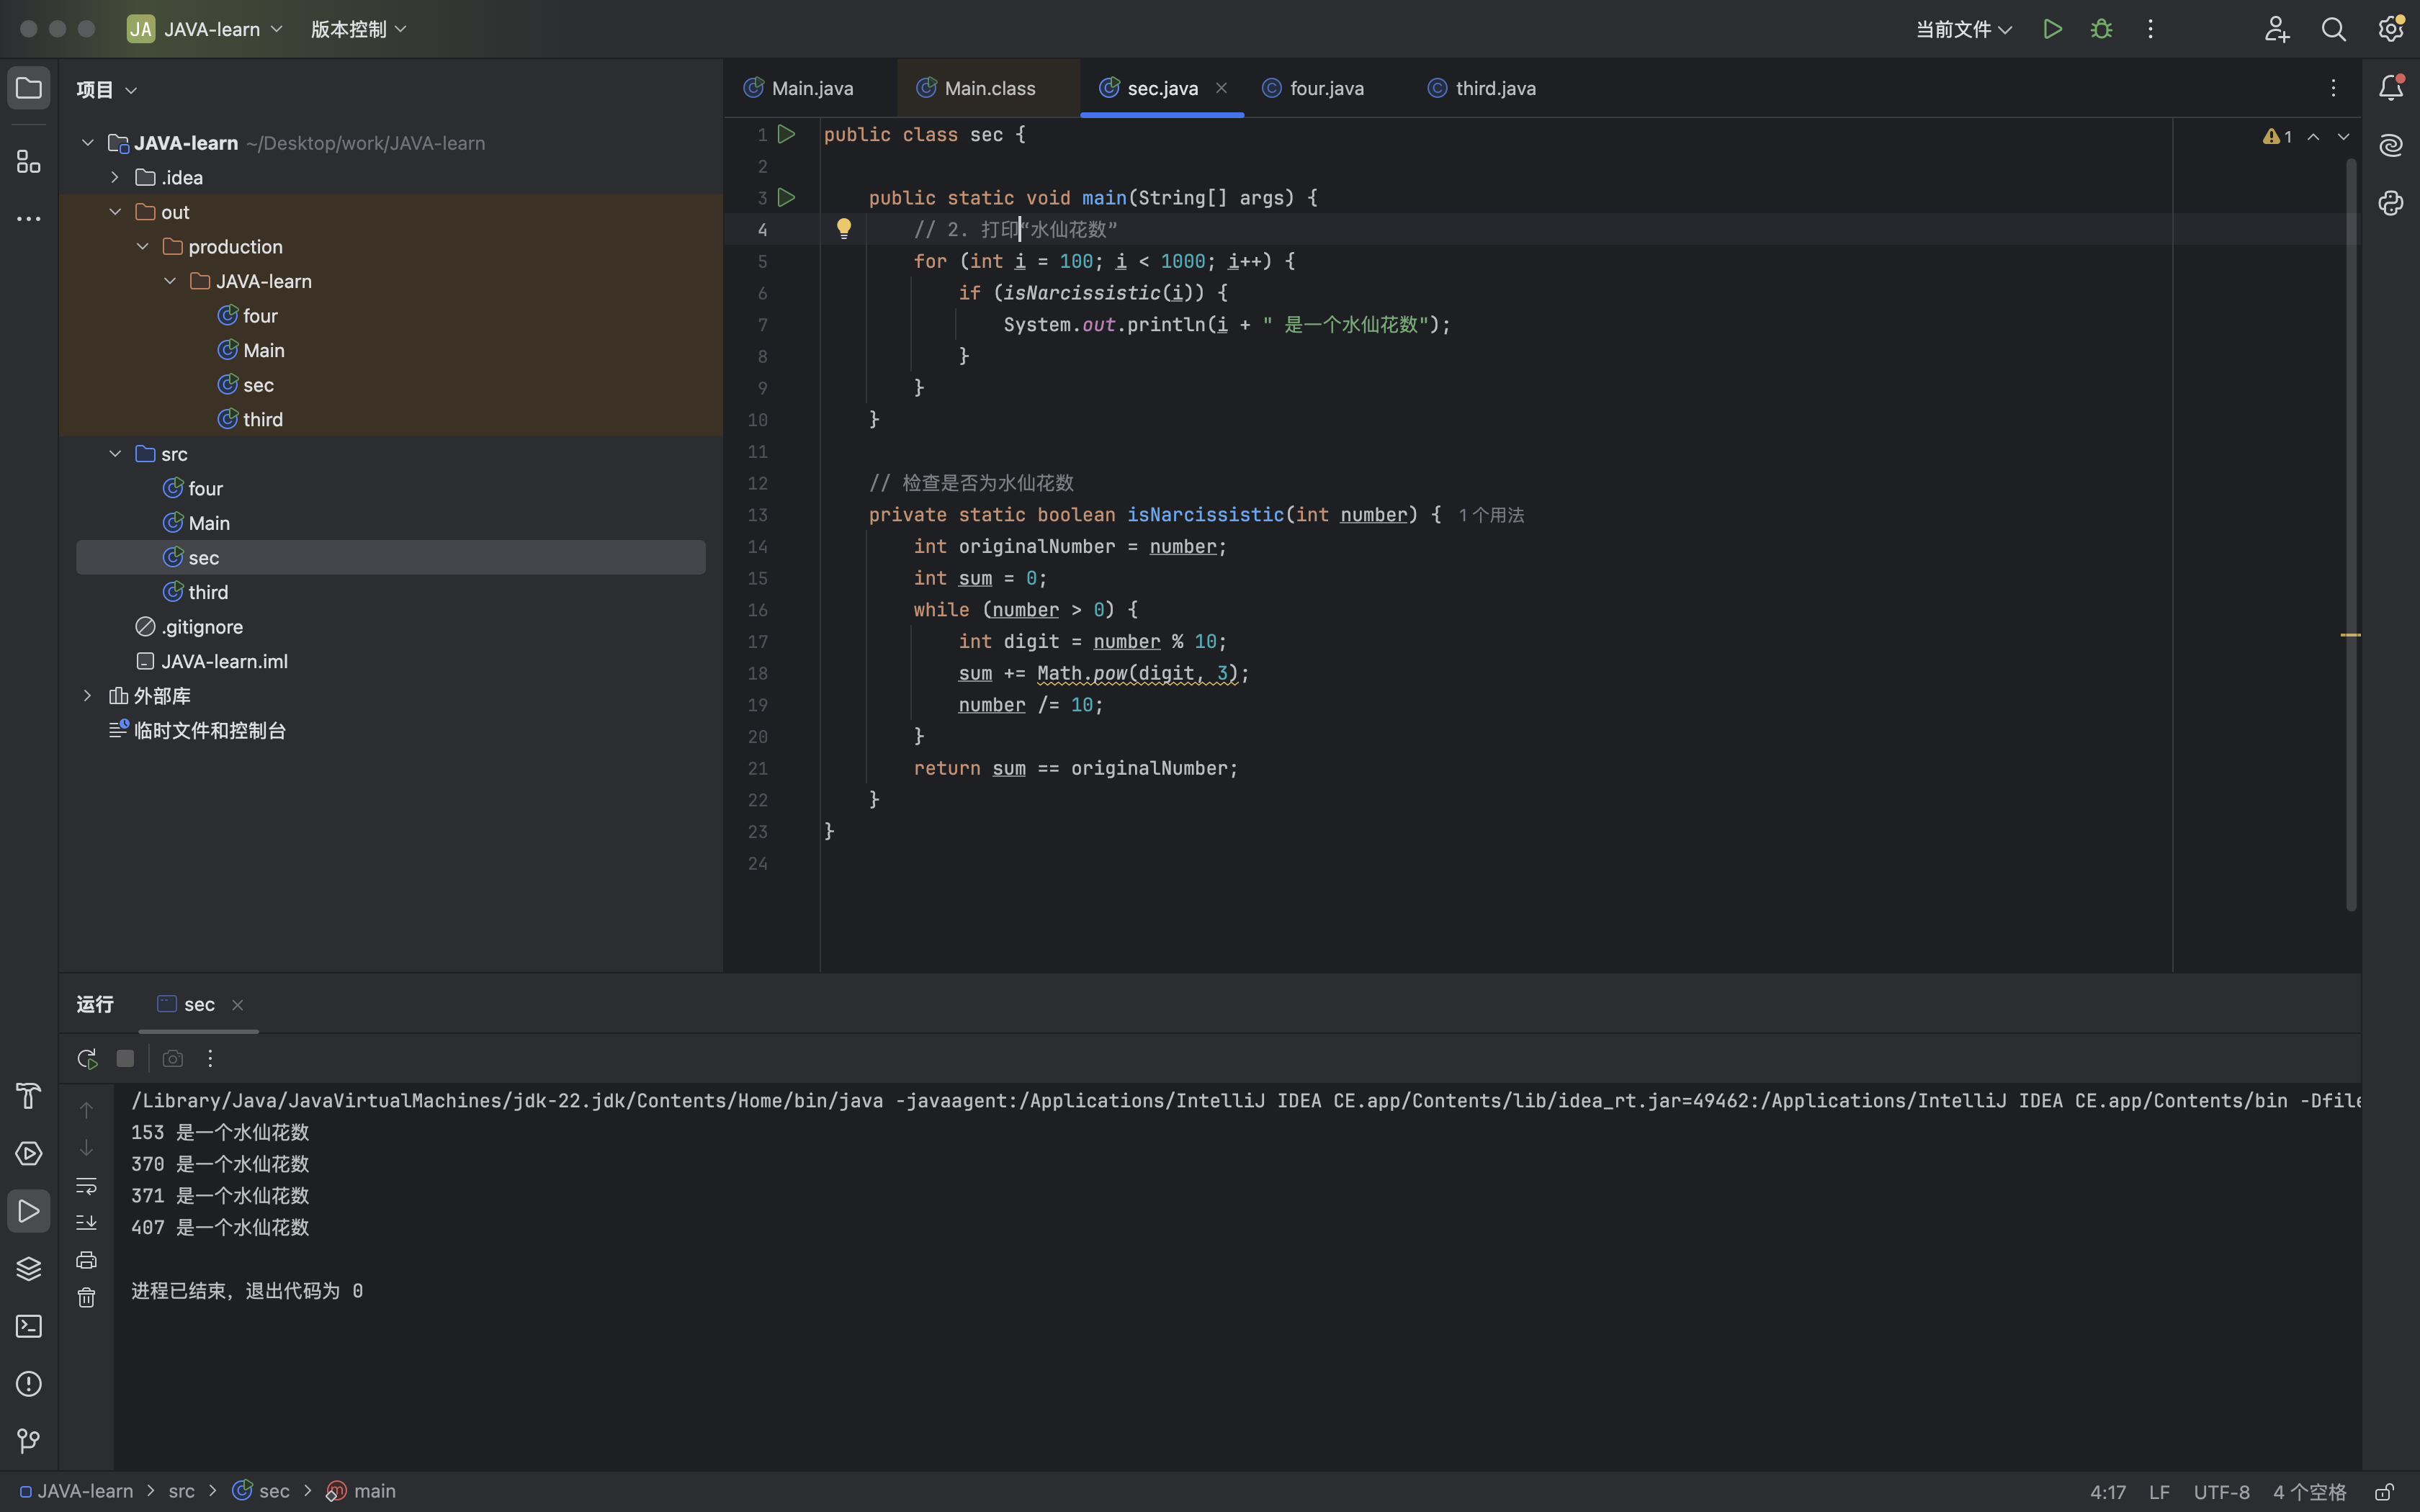 JA JAVA-learn 版本控制 当前文件
项目
JAVA-learn ~/Desktop/work/JAVA-learn
.idea
out
production
JAVA-learn
four
Main
sec
third
src
four
Main
sec
third
.gitignore
JAVA-learn.iml
外部库
临时文件和控制台
Main.java Main.class sec.java four.java third.java
1 public class sec {
2
3 public static void main(String[] args) {
4 // 2. 打印“水仙花数”
5 for (int i = 100; i < 1000; i++) {
6 if (isNarcissistic(i)) {
7 System.out.println(i + " 是一个水仙花数");
8 }
9 }
10 }
11
12 // 检查是否为水仙花数
13 private static boolean isNarcissistic(int number) { 1个用法
14 int originalNumber = number;
15 int sum = 0;
16 while (number > 0) {
17 int digit = number % 10;
18 sum += Math.pow(digit, 3);
19 number /= 10;
20 }
21 return sum == originalNumber;
22 }
23 }
24
1
运行 sec
/Library/Java/JavaVirtualMachines/jdk-22.jdk/Contents/Home/bin/java -javaagent:/Applications/IntelliJ IDEA CE.app/Contents/lib/idea_rt.jar=49462:/Applications/IntelliJ IDEA CE.app/Contents/bin -Dfile
153 是一个水仙花数
370 是一个水仙花数
371 是一个水仙花数
407 是一个水仙花数
进程已结束，退出代码为 0
JAVA-learn src sec main 4:17 LF UTF-8 4 个空格